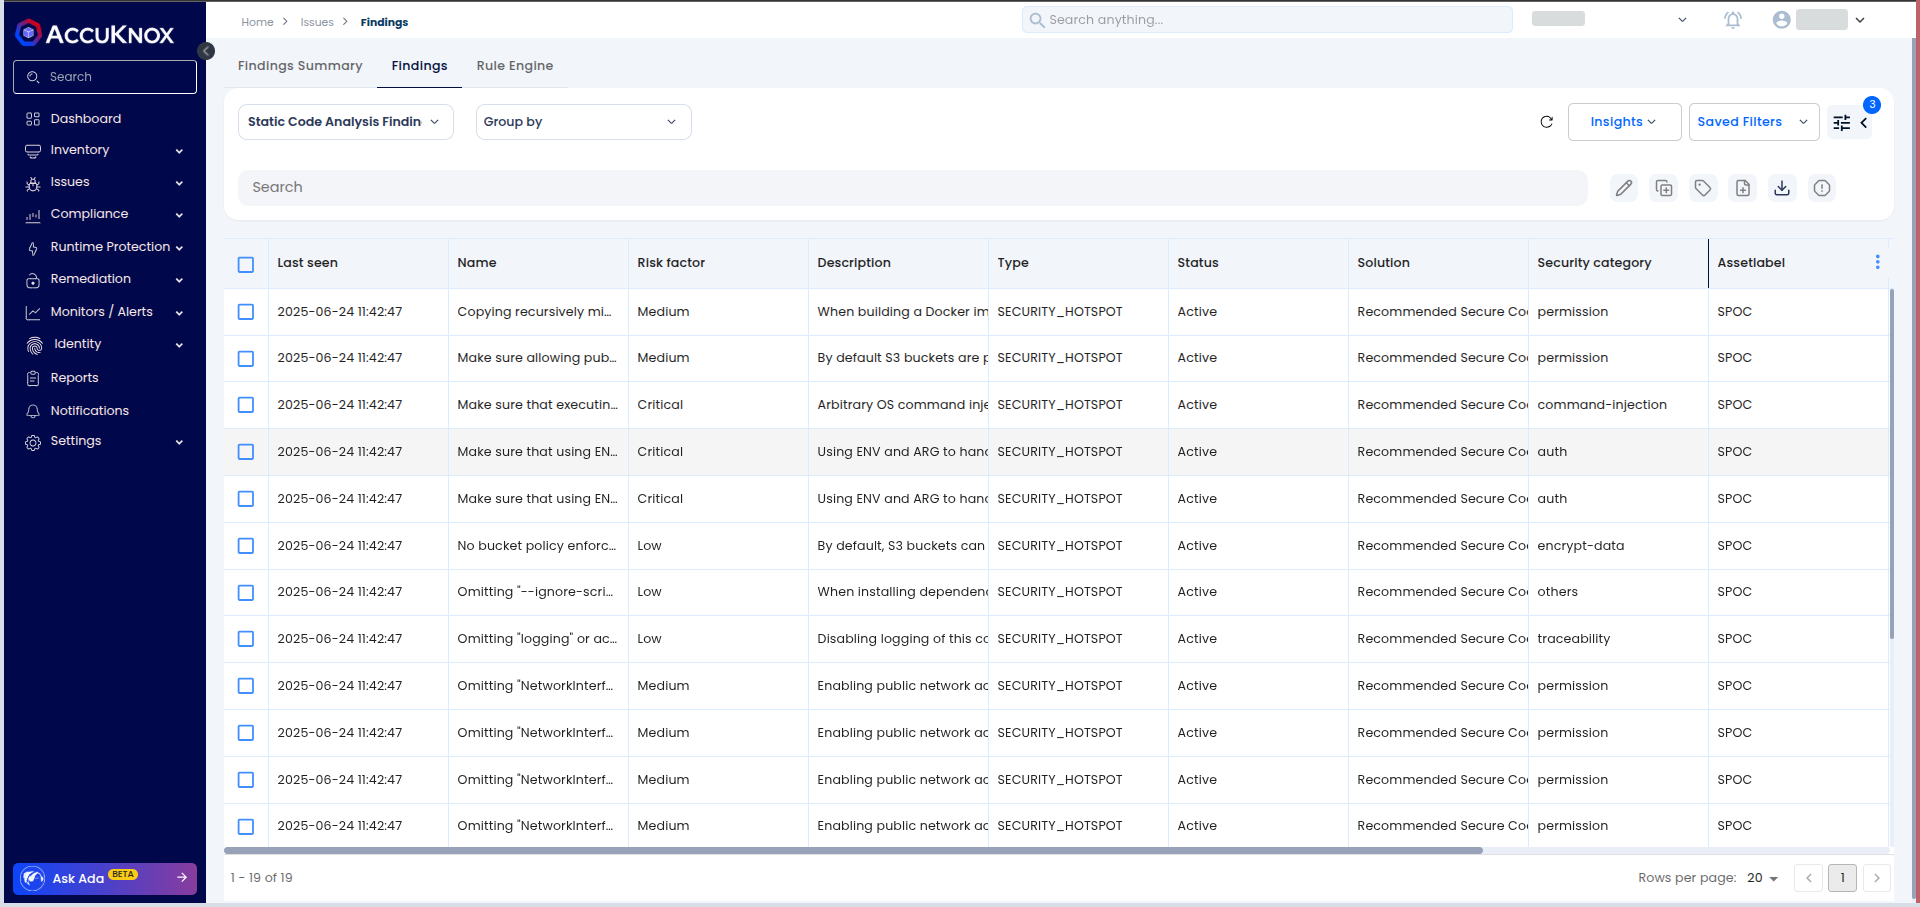 ACCUKNOX
Search
Dashboard
Inventory
Issues
Compliance
Runtime Protection
Remediation
Monitors / Alerts
Identity
Reports
Notifications
Settings
Ask Ada BETA
Home Issues Findings
Search anything...
Findings Summary Findings Rule Engine
Static Code Analysis Findin Group by Insights Saved Filters 3
Search
Last seen Name Risk factor Description Type Status Solution Security category Assetlabel
2025-06-24 11:42:47 Copying recursively mi... Medium When building a Docker im SECURITY_HOTSPOT Active Recommended Secure Co permission SPOC
2025-06-24 11:42:47 Make sure allowing pub... Medium By default S3 buckets are p SECURITY_HOTSPOT Active Recommended Secure Co permission SPOC
2025-06-24 11:42:47 Make sure that executin... Critical Arbitrary OS command inje SECURITY_HOTSPOT Active Recommended Secure Co command-injection SPOC
2025-06-24 11:42:47 Make sure that using EN... Critical Using ENV and ARG to hand SECURITY_HOTSPOT Active Recommended Secure Co auth SPOC
2025-06-24 11:42:47 Make sure that using EN... Critical Using ENV and ARG to hand SECURITY_HOTSPOT Active Recommended Secure Co auth SPOC
2025-06-24 11:42:47 No bucket policy enforc... Low By default, S3 buckets can SECURITY_HOTSPOT Active Recommended Secure Co encrypt-data SPOC
2025-06-24 11:42:47 Omitting "--ignore-scri... Low When installing dependenc SECURITY_HOTSPOT Active Recommended Secure Co others SPOC
2025-06-24 11:42:47 Omitting "logging" or ac... Low Disabling logging of this co SECURITY_HOTSPOT Active Recommended Secure Co traceability SPOC
2025-06-24 11:42:47 Omitting "NetworkInterf... Medium Enabling public network ac SECURITY_HOTSPOT Active Recommended Secure Co permission SPOC
2025-06-24 11:42:47 Omitting "NetworkInterf... Medium Enabling public network ac SECURITY_HOTSPOT Active Recommended Secure Co permission SPOC
2025-06-24 11:42:47 Omitting "NetworkInterf... Medium Enabling public network ac SECURITY_HOTSPOT Active Recommended Secure Co permission SPOC
2025-06-24 11:42:47 Omitting "NetworkInterf... Medium Enabling public network ac SECURITY_HOTSPOT Active Recommended Secure Co permission SPOC
1 - 19 of 19 Rows per page: 20 1